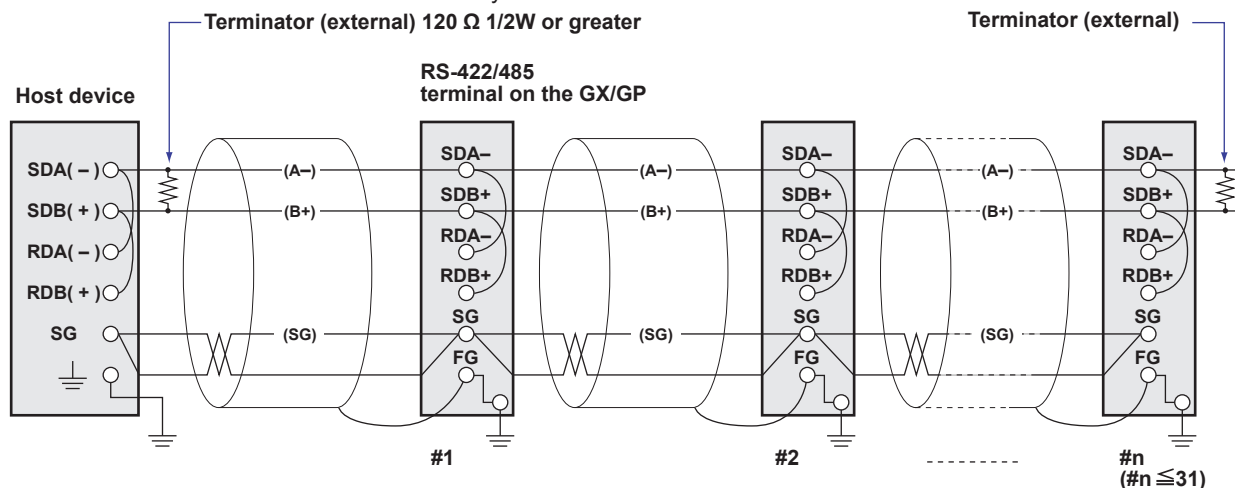 Terminator (external) 120 Ω 1/2W or greater
Terminator (external)
RS-422/485
terminal on the GX/GP
Host device
SDA( − )
SDB( + )
RDA( − )
RDB( + )
SG
(A−)
(B+)
(SG)
SDA−
SDB+
RDA−
RDB+
SG
FG
#1
(A−)
(B+)
(SG)
SDA−
SDB+
RDA−
RDB+
SG
FG
#2
(A−)
(B+)
(SG)
SDA−
SDB+
RDA−
RDB+
SG
FG
#n
(#n ≦31)